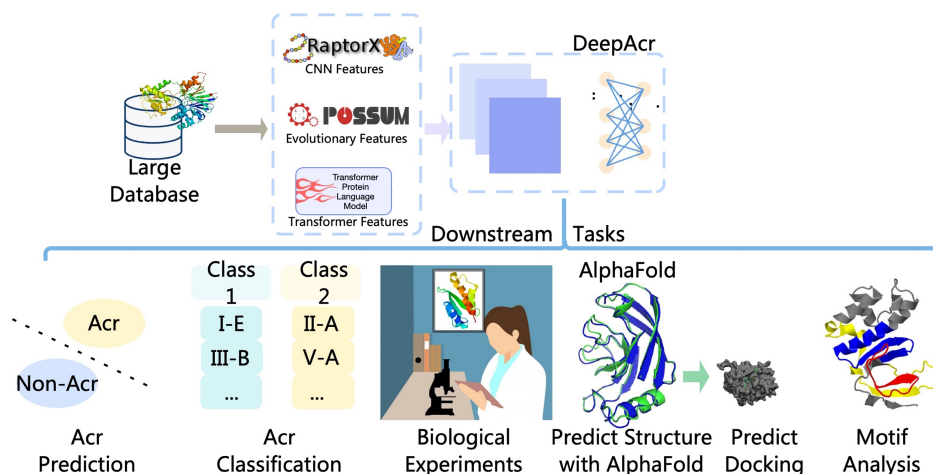 RaptorX
CNN Features
POSSUM
Evolutionary Features
Transformer
Protein
Language
Model
Transformer Features
DeepAcr
Large
Database
Downstream Tasks
Acr
Non-Acr
Class
1
I-E
III-B
...
Class
2
II-A
V-A
...
AlphaFold
Acr
Prediction
Acr
Classification
Biological
Experiments
Predict Structure
with AlphaFold
Predict
Docking
Motif
Analysis